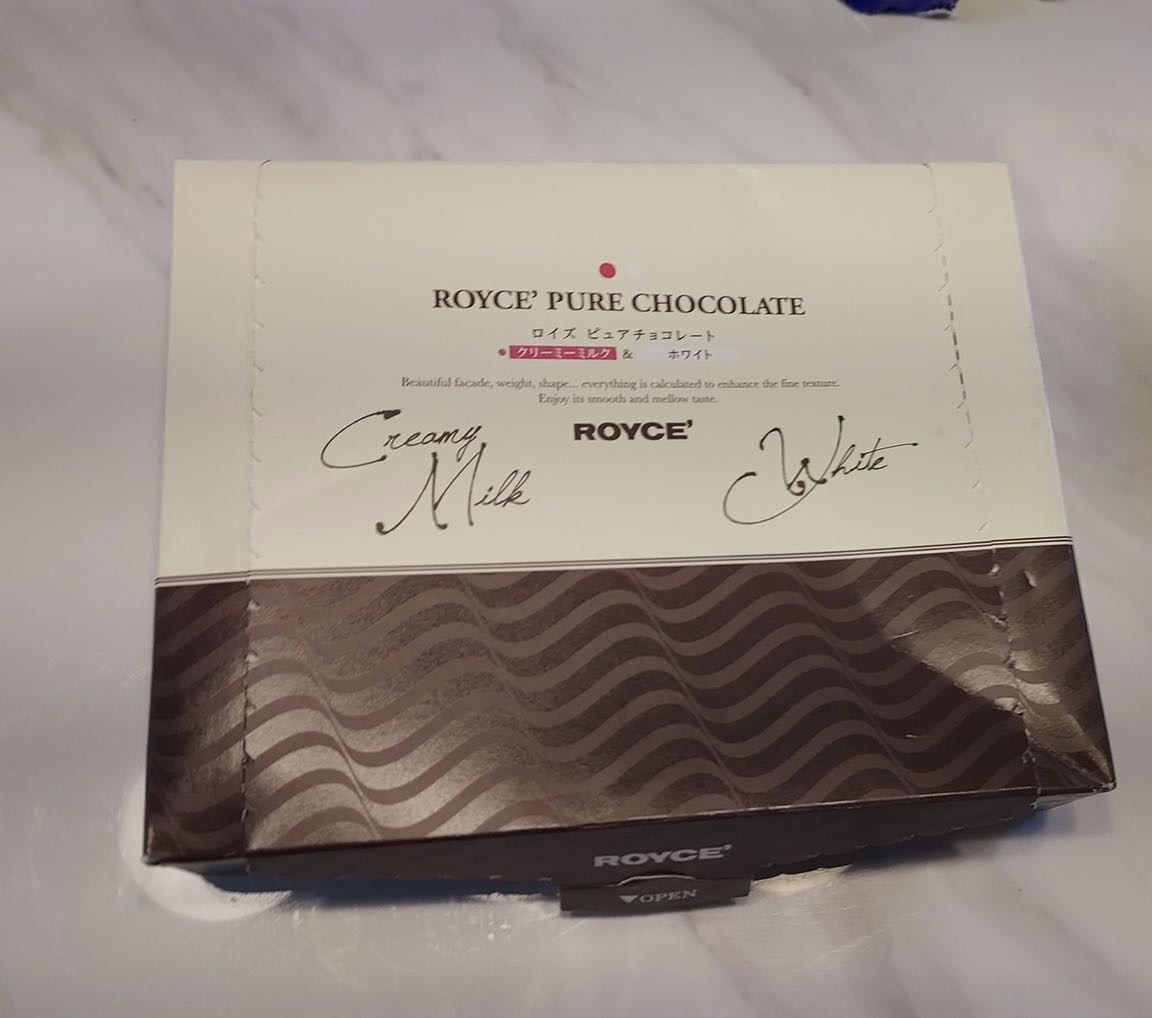 ROYCE' PURE CHOCOLATE
ロイズ ピュアチョコレート
クリーミーミルク & ホワイト
Beautiful facade, weight, shape... everything is calculated to enhance the fine texture.
Enjoy its smooth and mellow taste.
Creamy Milk
ROYCE'
White
ROYCE'
▼OPEN